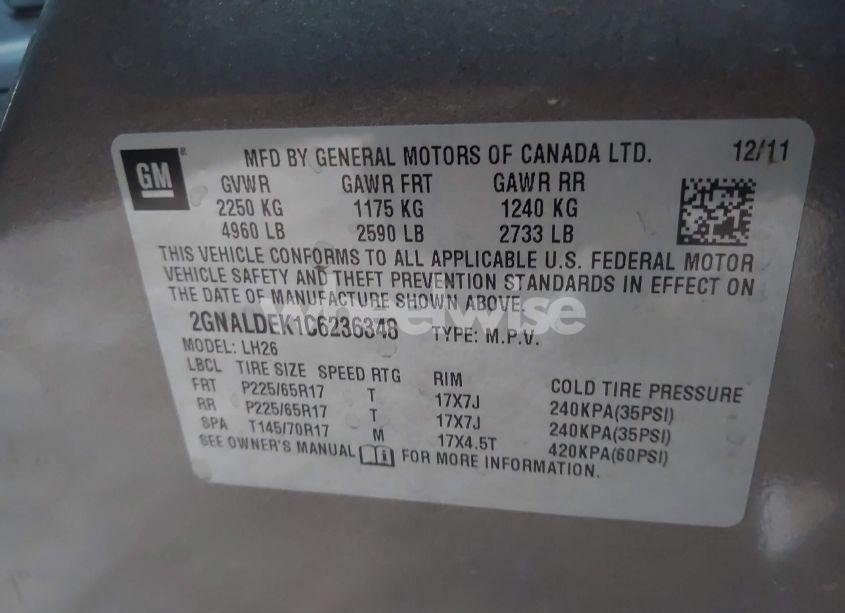 GM
MFD BY GENERAL MOTORS OF CANADA LTD. 12/11
GVWR GAWR FRT GAWR RR
2250 KG 1175 KG 1240 KG
4960 LB 2590 LB 2733 LB
THIS VEHICLE CONFORMS TO ALL APPLICABLE U.S. FEDERAL MOTOR
VEHICLE SAFETY AND THEFT PREVENTION STANDARDS IN EFFECT ON
THE DATE OF MANUFACTURE SHOWN ABOVE.
2GNALDEK1C6236348 TYPE: M.P.V.
MODEL: LH26
LBCL TIRE SIZE SPEED RTG RIM COLD TIRE PRESSURE
FRT P225/65R17 T 17X7J 240KPA(35PSI)
RR P225/65R17 T 17X7J 240KPA(35PSI)
SPA T145/70R17 M 17X4.5T 420KPA(60PSI)
SEE OWNER'S MANUAL FOR MORE INFORMATION.